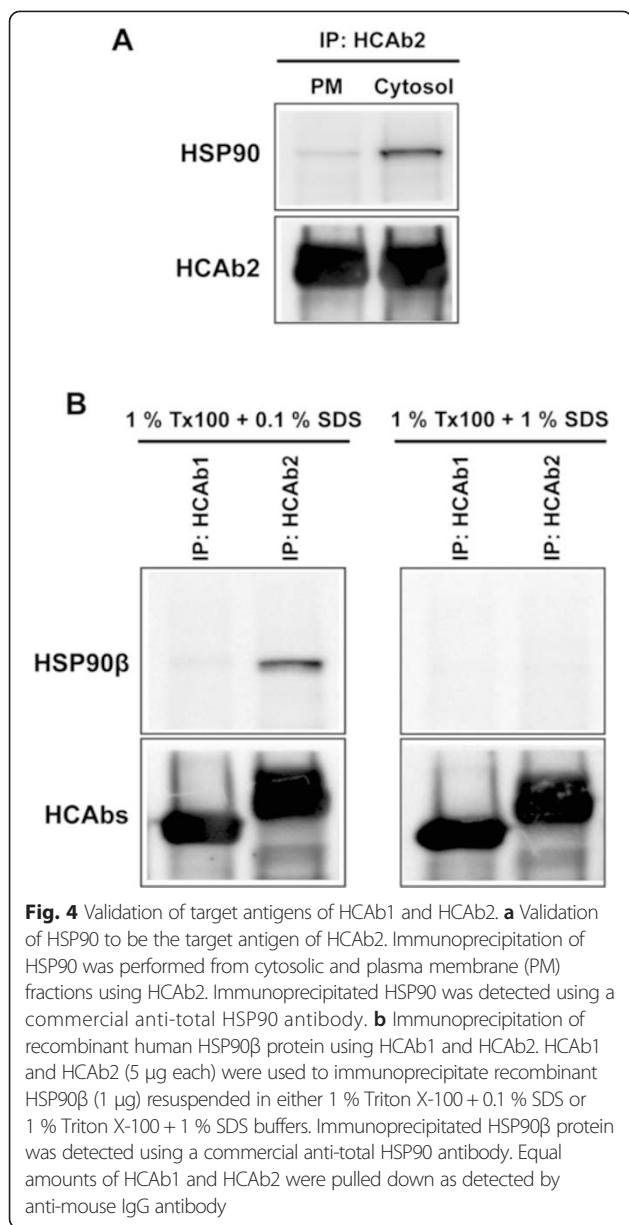 A
IP: HCAb2
PM Cytosol
HSP90
HCAb2
B
1 % Tx100 + 0.1 % SDS
1 % Tx100 + 1 % SDS
IP: HCAb1
IP: HCAb2
IP: HCAb1
IP: HCAb2
HSP90β
HCAbs
Fig. 4 Validation of target antigens of HCAb1 and HCAb2. a Validation
of HSP90 to be the target antigen of HCAb2. Immunoprecipitation of
HSP90 was performed from cytosolic and plasma membrane (PM)
fractions using HCAb2. Immunoprecipitated HSP90 was detected using a
commercial anti-total HSP90 antibody. b Immunoprecipitation of
recombinant human HSP90β protein using HCAb1 and HCAb2. HCAb1
and HCAb2 (5 μg each) were used to immunoprecipitate recombinant
HSP90β (1 μg) resuspended in either 1 % Triton X-100 + 0.1 % SDS or
1 % Triton X-100 + 1 % SDS buffers. Immunoprecipitated HSP90β protein
was detected using a commercial anti-total HSP90 antibody. Equal
amounts of HCAb1 and HCAb2 were pulled down as detected by
anti-mouse IgG antibody